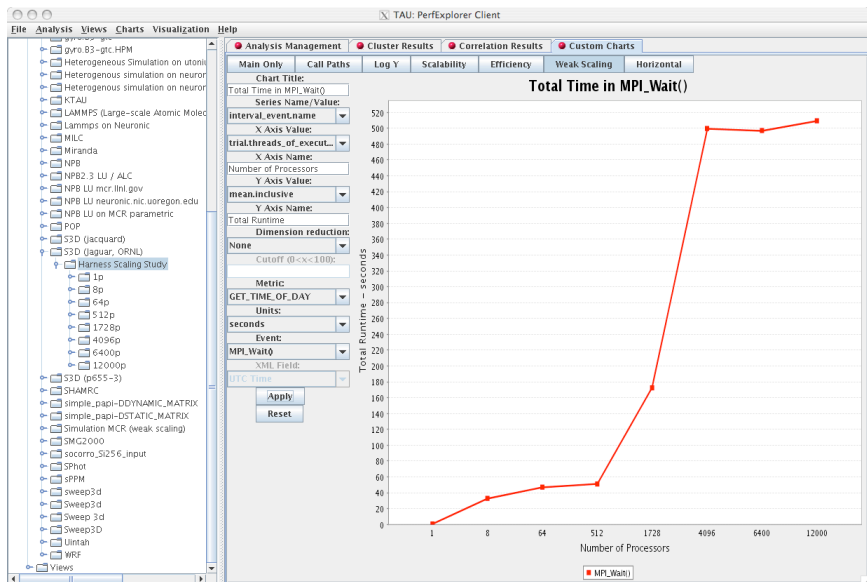 TAU: PerfExplorer Client
File Analysis Views Charts Visualization Help
gyro.B3-gtc.HPM
Heterogeneous Simulation on utoni
Heterogeneous simulation on neuror
Heterogeneous simulation on neuror
KTAU
LAMMPS (Large-scale Atomic Molec
Lammps on Neuronic
MILC
Miranda
NPB
NPB2.3 LU / ALC
NPB LU mcr.llnl.gov
NPB LU neuronic.nic.uoregon.edu
NPB LU on MCR parametric
POP
S3D (jacquard)
S3D (Jaguar, ORNL)
Harness Scaling Study
1p
8p
64p
512p
1728p
4096p
6400p
12000p
S3D (p655-3)
SHAMRC
simple_papi-DDYNAMIC_MATRIX
simple_papi-DSTATIC_MATRIX
Simulation MCR (weak scaling)
SMG2000
socorro_Si256_input
SPhot
sPPM
sweep3d
Sweep3d
Sweep 3d
Sweep3D
Uintah
WRF
Views
Analysis Management Cluster Results Correlation Results Custom Charts
Main Only Call Paths Log Y Scalability Efficiency Weak Scaling Horizontal
Chart Title:
Total Time in MPI_Wait()
Series Name/Value:
interval_event.name
X Axis Value:
trial.threads_of_execut...
X Axis Name:
Number of Processors
Y Axis Value:
mean.inclusive
Y Axis Name:
Total Runtime
Dimension reduction:
None
Cutoff (0<x<100):
Metric:
GET_TIME_OF_DAY
Units:
seconds
Event:
MPI_Wait()
XML Field:
UTC Time
Apply
Reset
Total Time in MPI_Wait()
Total Runtime - seconds
520
500
480
460
440
420
400
380
360
340
320
300
280
260
240
220
200
180
160
140
120
100
80
60
40
20
0
1 8 64 512 1728 4096 6400 12000
Number of Processors
MPI_Wait()